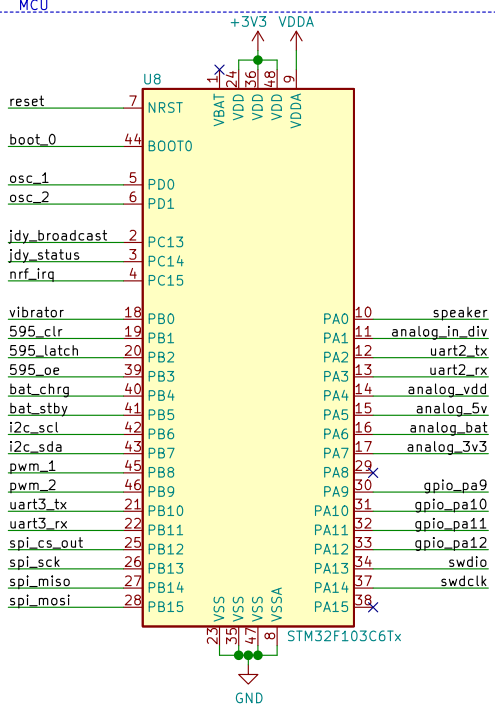 MCU
+3V3 VDDA
U8
1 24 36 48 9
VBAT VDD VDD VDD VDDA
reset 7 NRST
boot_0 44 BOOT0
osc_1 5 PD0
osc_2 6 PD1
jdy_broadcast 2 PC13
jdy_status 3 PC14
nrf_irq 4 PC15
vibrator 18 PB0 PA0 10 speaker
595_clr 19 PB1 PA1 11 analog_in_div
595_latch 20 PB2 PA2 12 uart2_tx
595_oe 39 PB3 PA3 13 uart2_rx
bat_chrg 40 PB4 PA4 14 analog_vdd
bat_stby 41 PB5 PA5 15 analog_5v
i2c_scl 42 PB6 PA6 16 analog_bat
i2c_sda 43 PB7 PA7 17 analog_3v3
pwm_1 45 PB8 PA8 29
pwm_2 46 PB9 PA9 30 gpio_pa9
uart3_tx 21 PB10 PA10 31 gpio_pa10
uart3_rx 22 PB11 PA11 32 gpio_pa11
spi_cs_out 25 PB12 PA12 33 gpio_pa12
spi_sck 26 PB13 PA13 34 swdio
spi_miso 27 PB14 PA14 37 swdclk
spi_mosi 28 PB15 PA15 38
VSS VSS VSS VSSA
23 35 47 8
STM32F103C6Tx
GND